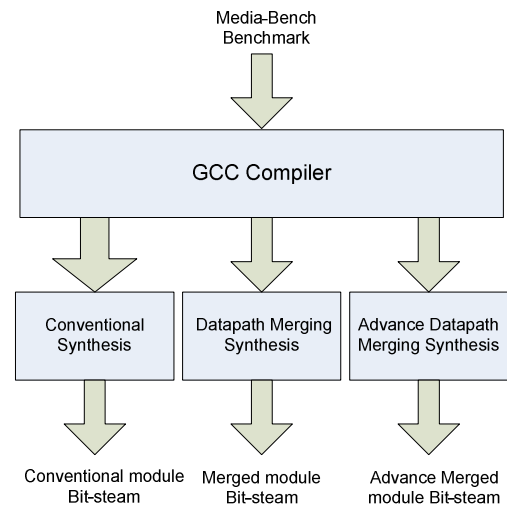 Media-Bench
Benchmark
GCC Compiler
Conventional
Synthesis
Datapath Merging
Synthesis
Advance Datapath
Merging Synthesis
Conventional module
Bit-steam
Merged module
Bit-steam
Advance Merged
module Bit-steam